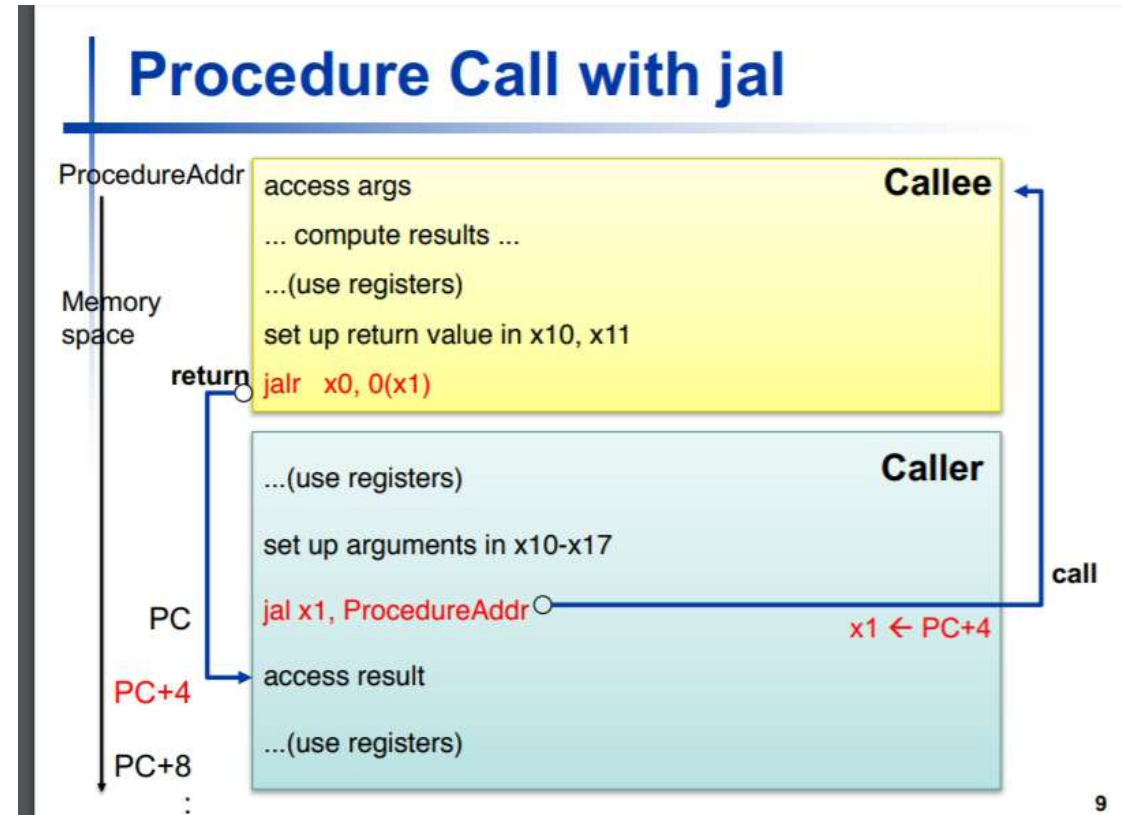 Procedure Call with jal
ProcedureAddr
access args
Callee
... compute results ...
...(use registers)
Memory
space
set up return value in x10, x11
return
jalr x0, 0(x1)
...(use registers)
Caller
set up arguments in x10-x17
call
PC
jal x1, ProcedureAddr
x1 ← PC+4
PC+4
access result
...(use registers)
PC+8
:
9